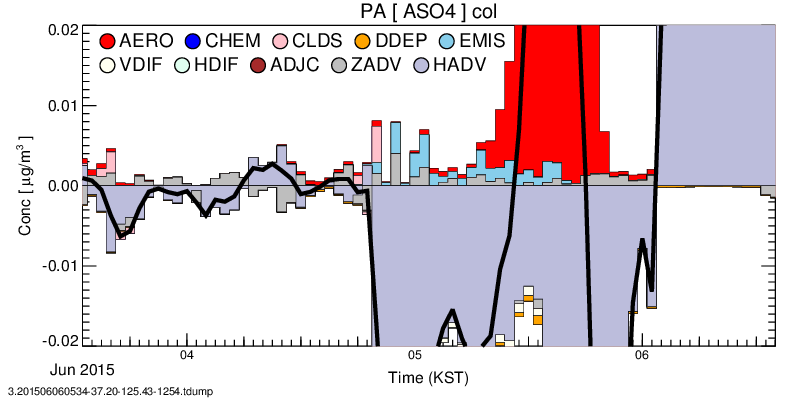 PA [ ASO4 ] col
0.02
AERO CHEM CLDS DDEP EMIS
VDIF HDIF ADJC ZADV HADV
0.01
0.00
-0.01
-0.02
Conc [ µg/m³ ]
04 05 06
Jun 2015
Time (KST)
3.201506060534-37.20-125.43-1254.tdump